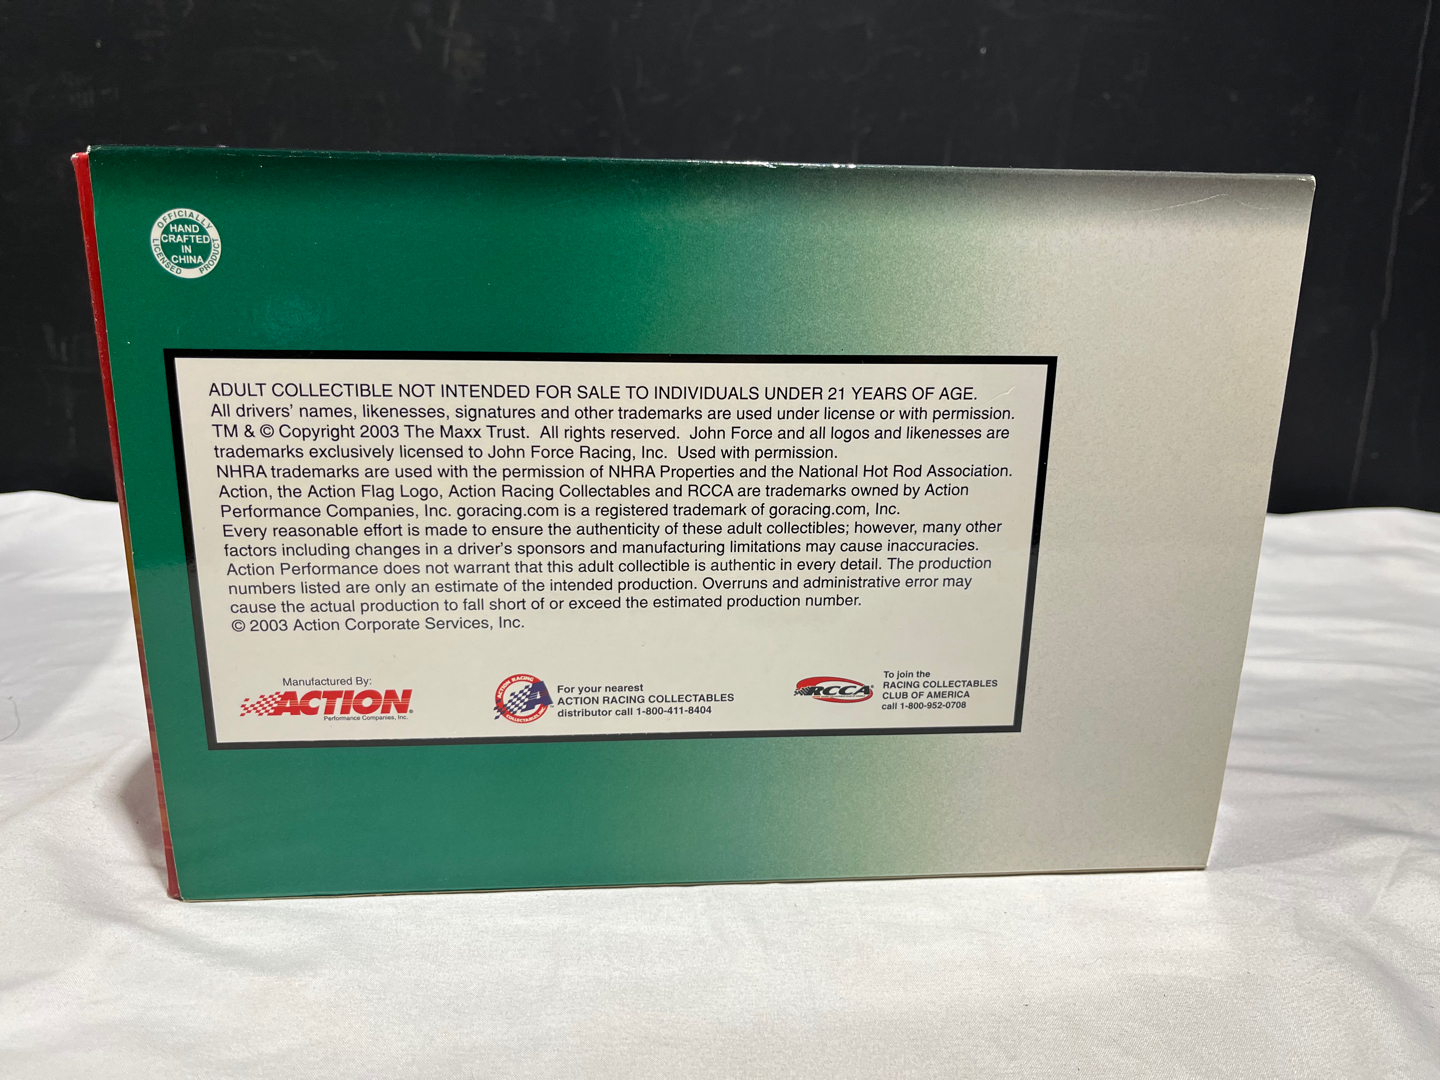 OFFICIALLY
HAND
CRAFTED
IN
CHINA
LICENSED PRODUCT
ADULT COLLECTIBLE NOT INTENDED FOR SALE TO INDIVIDUALS UNDER 21 YEARS OF AGE.
All drivers' names, likenesses, signatures and other trademarks are used under license or with permission.
TM & © Copyright 2003 The Maxx Trust. All rights reserved. John Force and all logos and likenesses are
trademarks exclusively licensed to John Force Racing, Inc. Used with permission.
NHRA trademarks are used with the permission of NHRA Properties and the National Hot Rod Association.
Action, the Action Flag Logo, Action Racing Collectables and RCCA are trademarks owned by Action
Performance Companies, Inc. goracing.com is a registered trademark of goracing.com, Inc.
Every reasonable effort is made to ensure the authenticity of these adult collectibles; however, many other
factors including changes in a driver's sponsors and manufacturing limitations may cause inaccuracies.
Action Performance does not warrant that this adult collectible is authentic in every detail. The production
numbers listed are only an estimate of the intended production. Overruns and administrative error may
cause the actual production to fall short of or exceed the estimated production number.
© 2003 Action Corporate Services, Inc.
Manufactured By:
ACTION®
Performance Companies, Inc.
ACTION RACING
COLLECTABLES
For your nearest
ACTION RACING COLLECTABLES
distributor call 1-800-411-8404
RCCA
To join the
RACING COLLECTABLES
CLUB OF AMERICA
call 1-800-952-0708